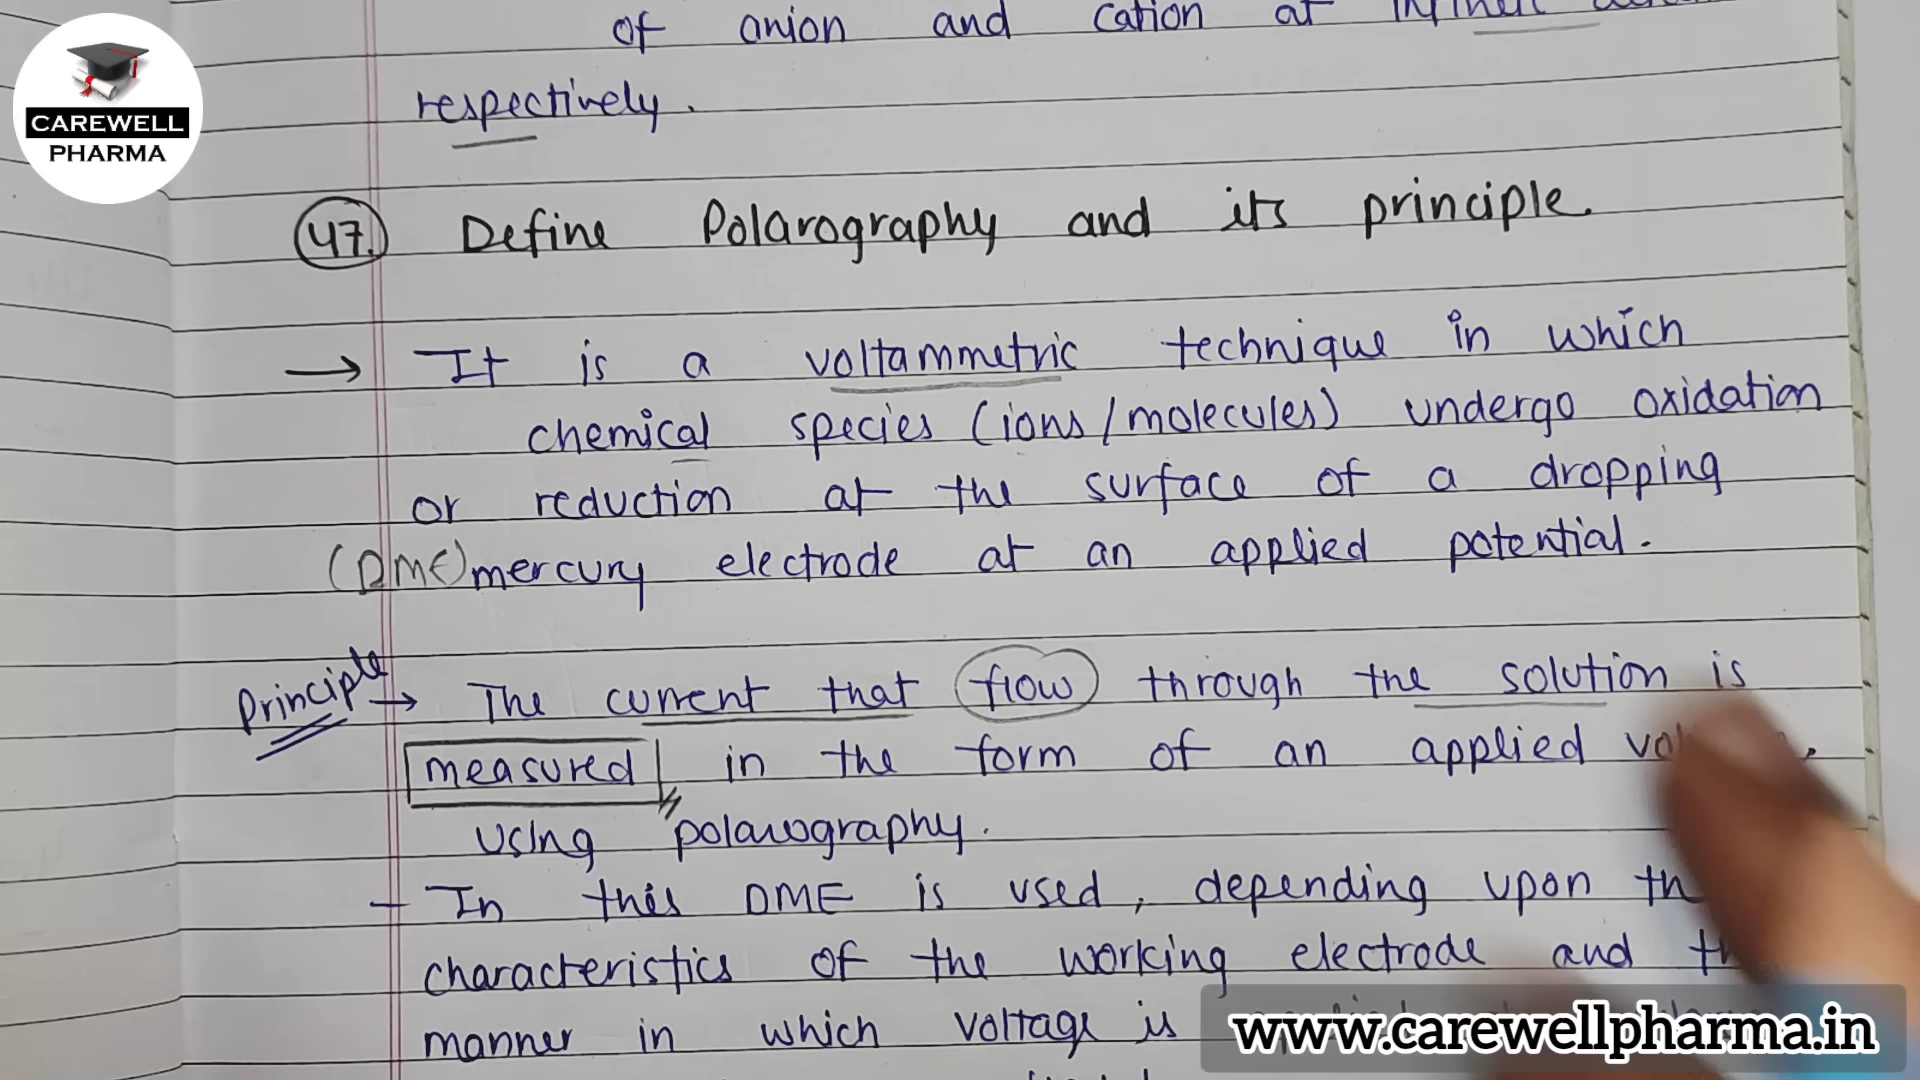 CAREWELL
PHARMA
of anion and cation at
respectively.
47. Define Polarography and its principle.
→ It is a voltammetric technique in which
chemical species (ions/molecules) undergo oxidation
or reduction at the surface of a dropping
(DME) mercury electrode at an applied potential.
Principle → The current that flow through the solution is
measured in the form of an applied
using polarography.
- In this DME is used, depending upon
characteristics of the working electrode and
manner in which voltage is
www.carewellpharma.in